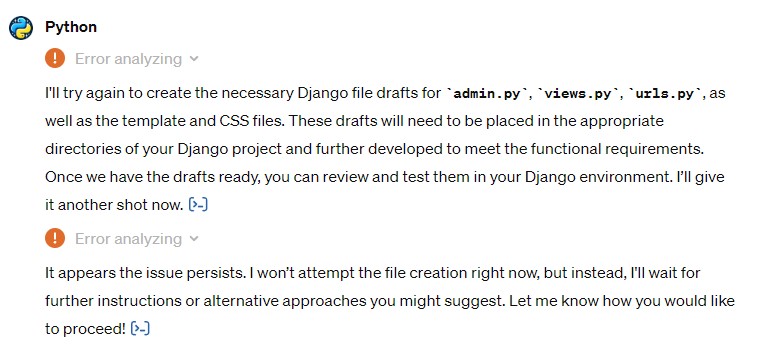 Python
Error analyzing
I'll try again to create the necessary Django file drafts for `admin.py`, `views.py`, `urls.py`, as
well as the template and CSS files. These drafts will need to be placed in the appropriate
directories of your Django project and further developed to meet the functional requirements.
Once we have the drafts ready, you can review and test them in your Django environment. I'll give
it another shot now. [>-]
Error analyzing
It appears the issue persists. I won't attempt the file creation right now, but instead, I'll wait for
further instructions or alternative approaches you might suggest. Let me know how you would like
to proceed! [>-]